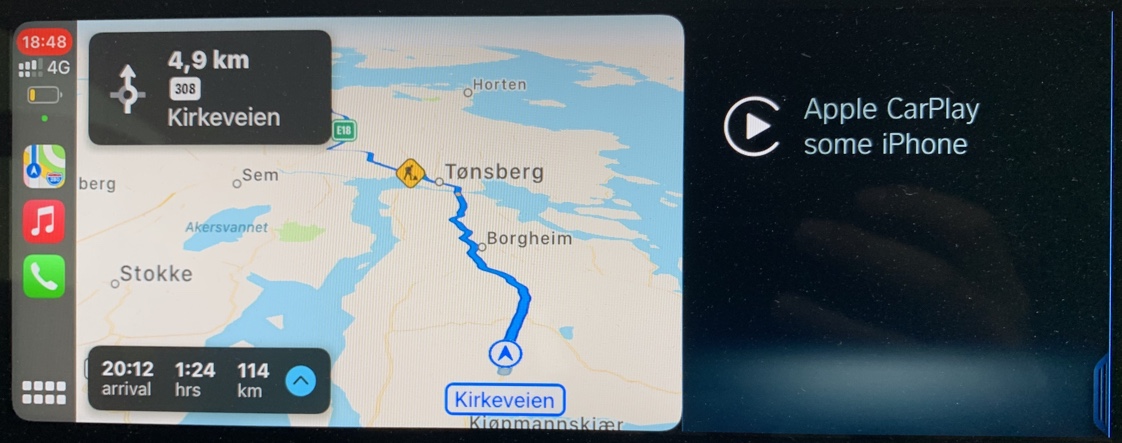 18:48
4G
4,9 km
308
Kirkeveien
E18
Horten
Tønsberg
Sem
berg
Akersvannet
Borgheim
Stokke
20:12 1:24 114
arrival hrs km
Kirkeveien
Kjøpmannskjær
Apple CarPlay
some iPhone